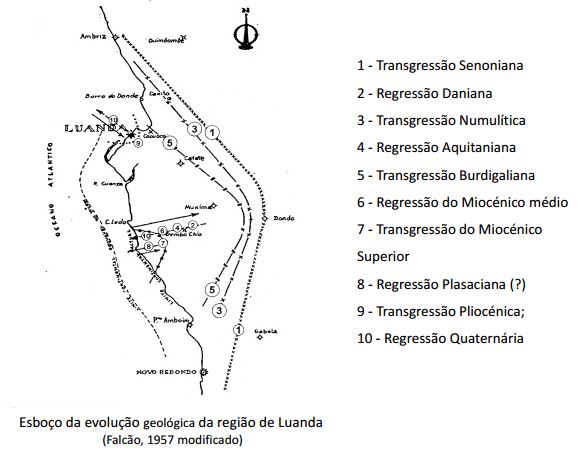 Ambriz
Quimbambe
Barra do Dande
Caxito
10
3
1
LUANDA
Cacuaco
9
5
Catete
OCEANO ATLANTICO
R. Cuanza
Muxima
C. Ledo
6
4
2
Dondo
10
Demba Chio
8
7
5
3
Pto Amboim
1
Gabela
NOVO REDONDO
1 - Transgressão Senoniana
2 - Regressão Daniana
3 - Transgressão Numulítica
4 - Regressão Aquitaniana
5 - Transgressão Burdigaliana
6 - Regressão do Miocénico médio
7 - Transgressão do Miocénico
Superior
8 - Regressão Plasaciana (?)
9 - Transgressão Pliocénica;
10 - Regressão Quaternária
Esboço da evolução geológica da região de Luanda
(Falcão, 1957 modificado)